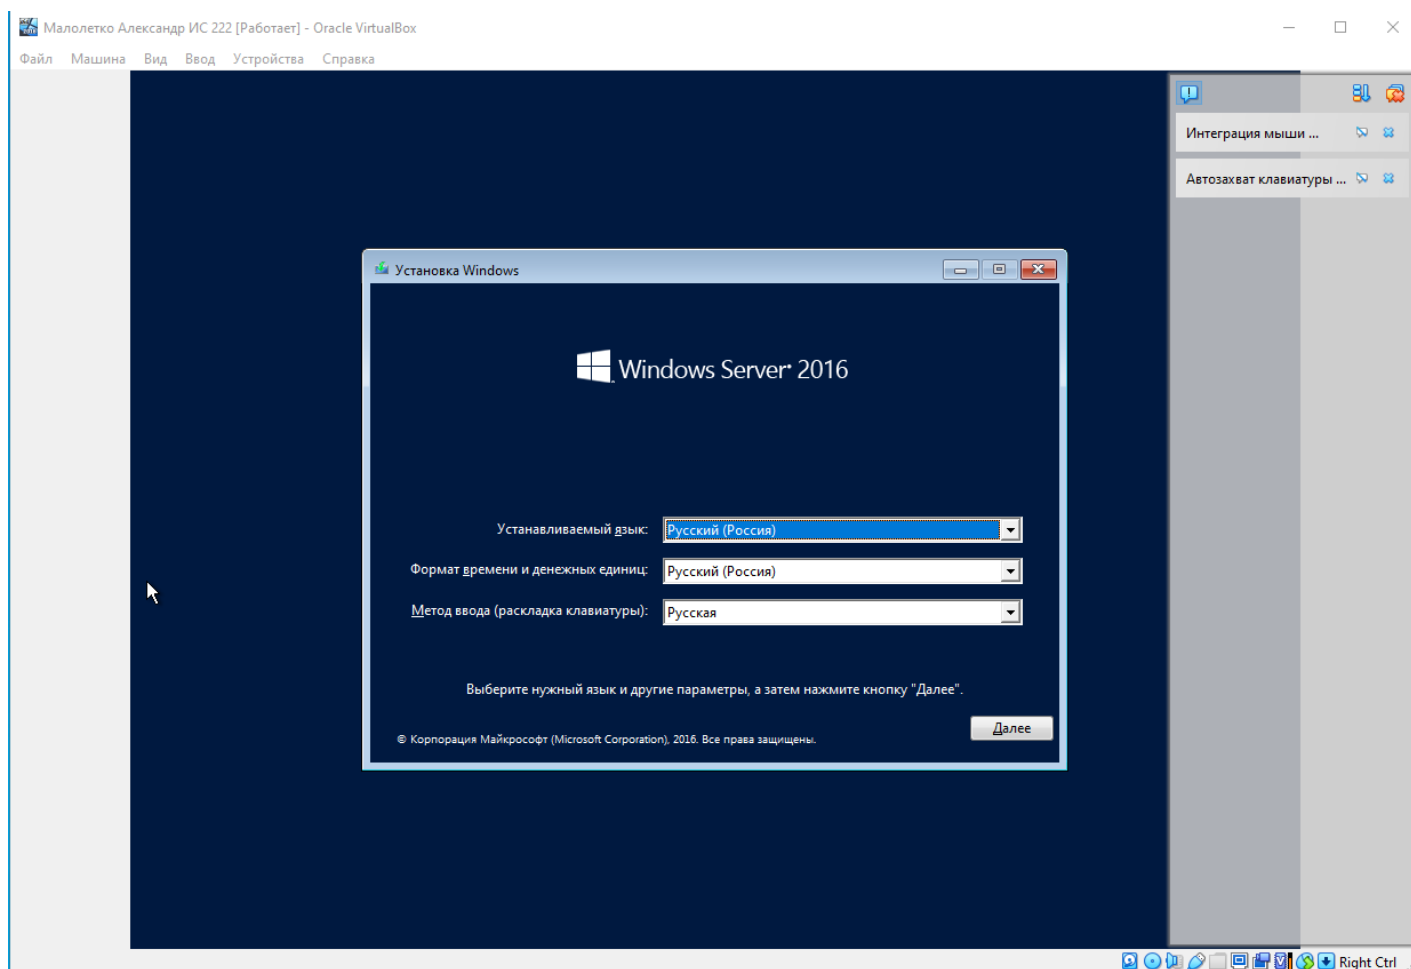 Малолетко Александр ИС 222 [Работает] - Oracle VirtualBox
Файл Машина Вид Ввод Устройства Справка
Интеграция мыши ...
Автозахват клавиатуры ...
Установка Windows
Windows Server 2016
Устанавливаемый язык: Русский (Россия)
Формат времени и денежных единиц: Русский (Россия)
Метод ввода (раскладка клавиатуры): Русская
Выберите нужный язык и другие параметры, а затем нажмите кнопку "Далее".
Далее
© Корпорация Майкрософт (Microsoft Corporation), 2016. Все права защищены.
Right Ctrl